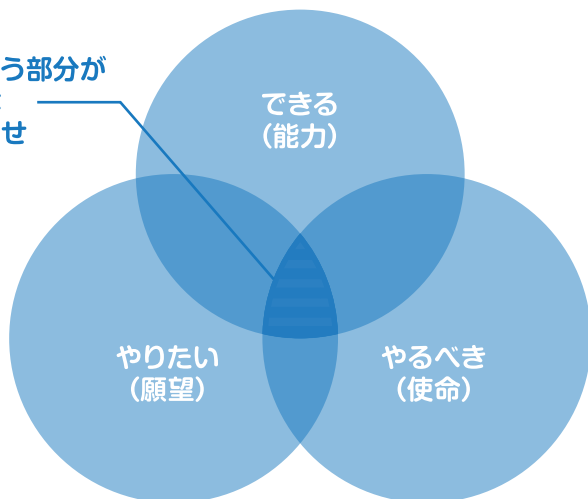 う部分が
せ
できる
（能力）
やりたい
（願望）
やるべき
（使命）